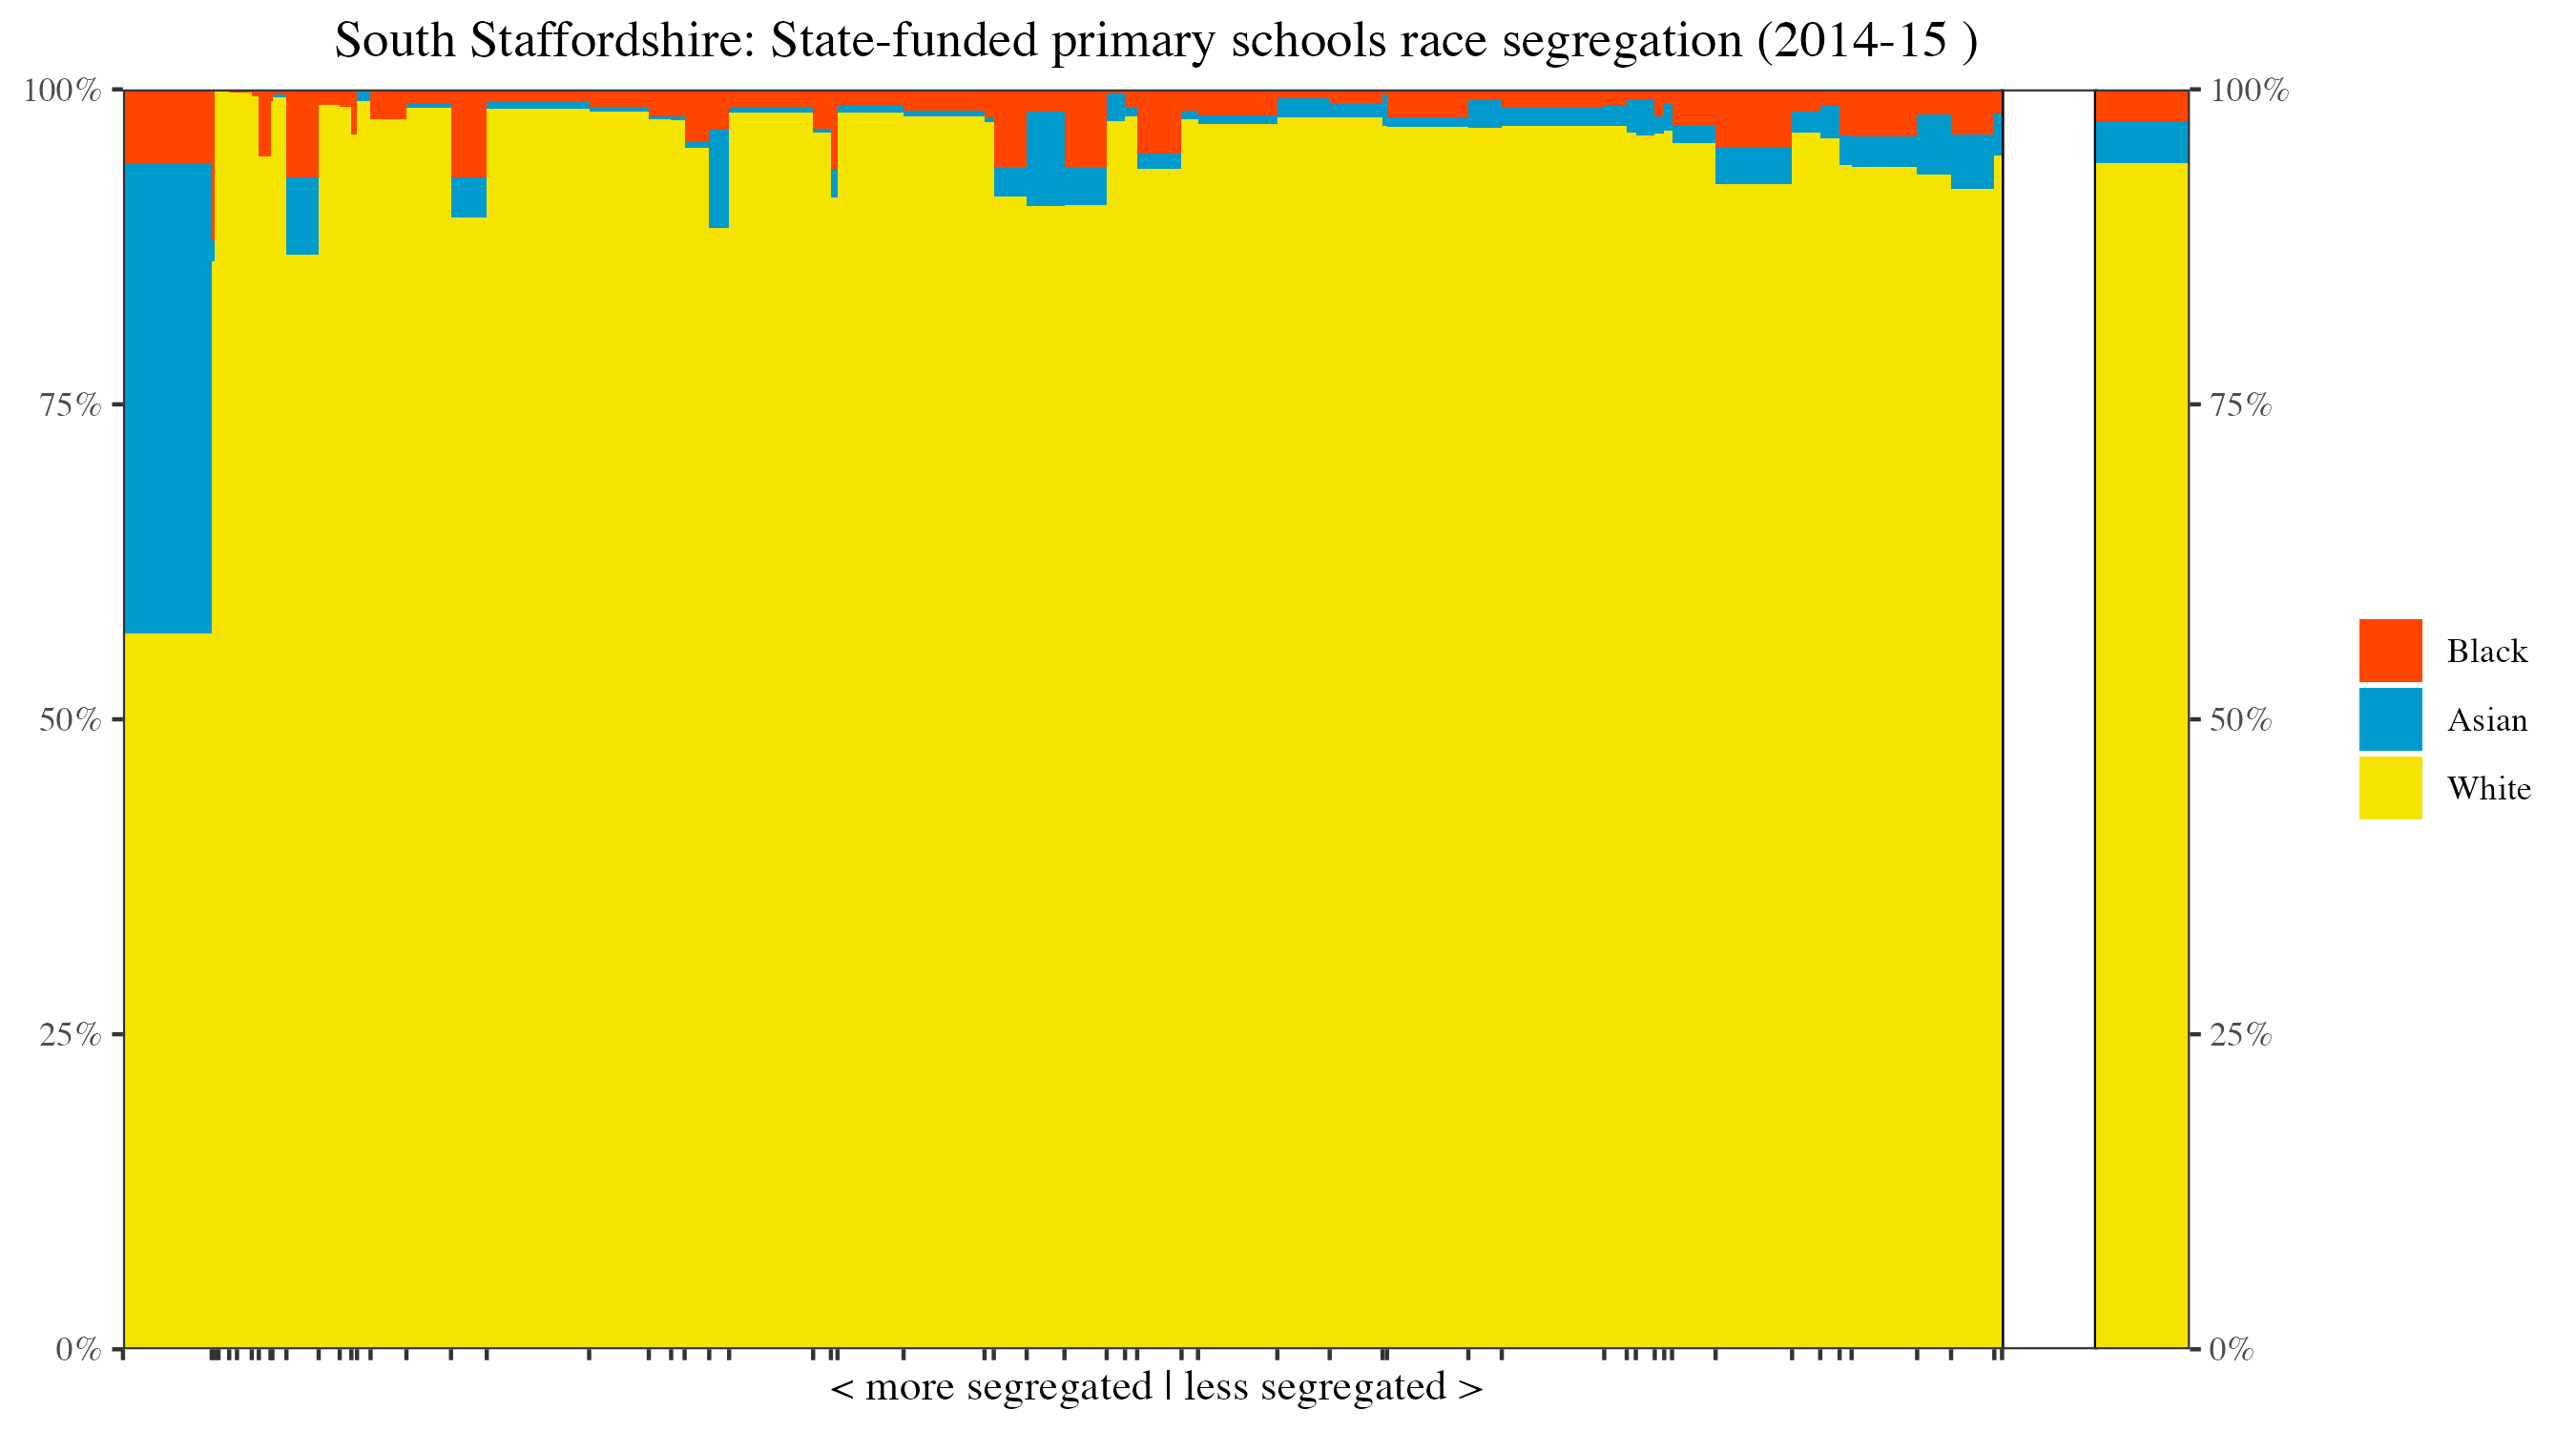 South Staffordshire: State-funded primary schools race segregation (2014-15 )
100%
75%
50%
25%
0%
100%
75%
50%
25%
0%
Black
Asian
White
< more segregated | less segregated >